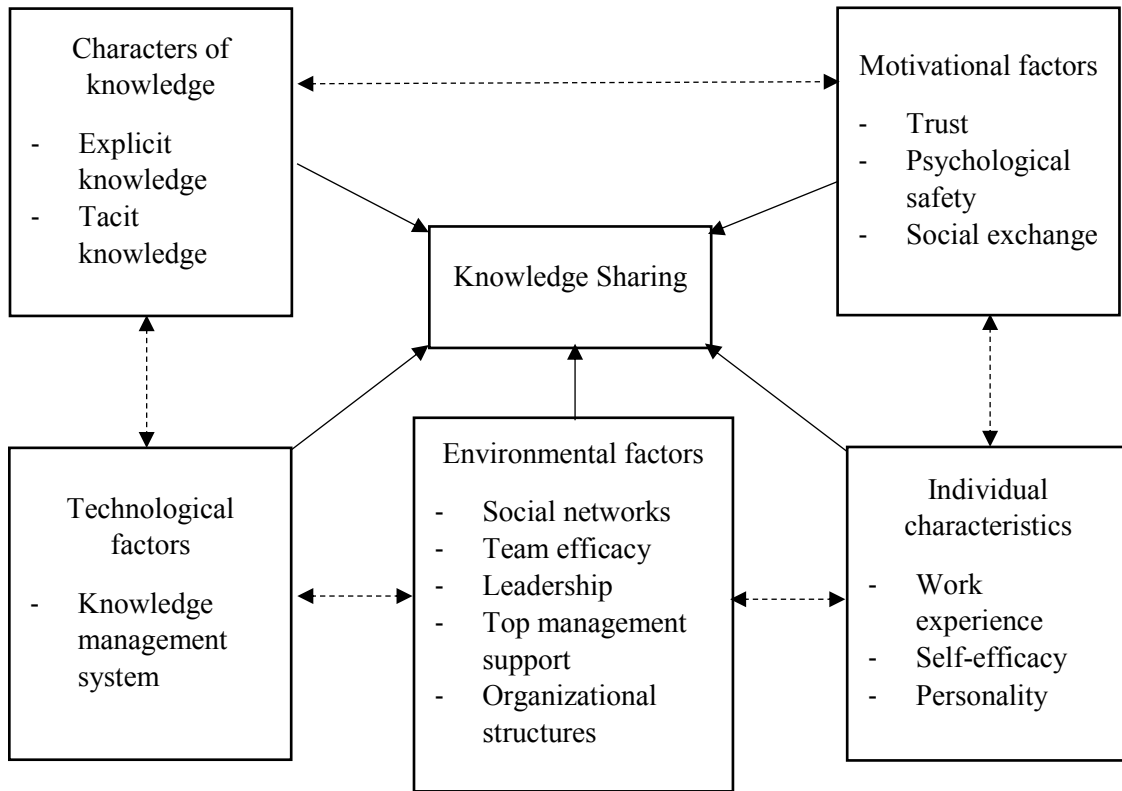 Characters of
knowledge
- Explicit
knowledge
- Tacit
knowledge
Motivational factors
- Trust
- Psychological
safety
- Social exchange
Knowledge Sharing
Technological
factors
- Knowledge
management
system
Environmental factors
- Social networks
- Team efficacy
- Leadership
- Top management
support
- Organizational
structures
Individual
characteristics
- Work
experience
- Self-efficacy
- Personality